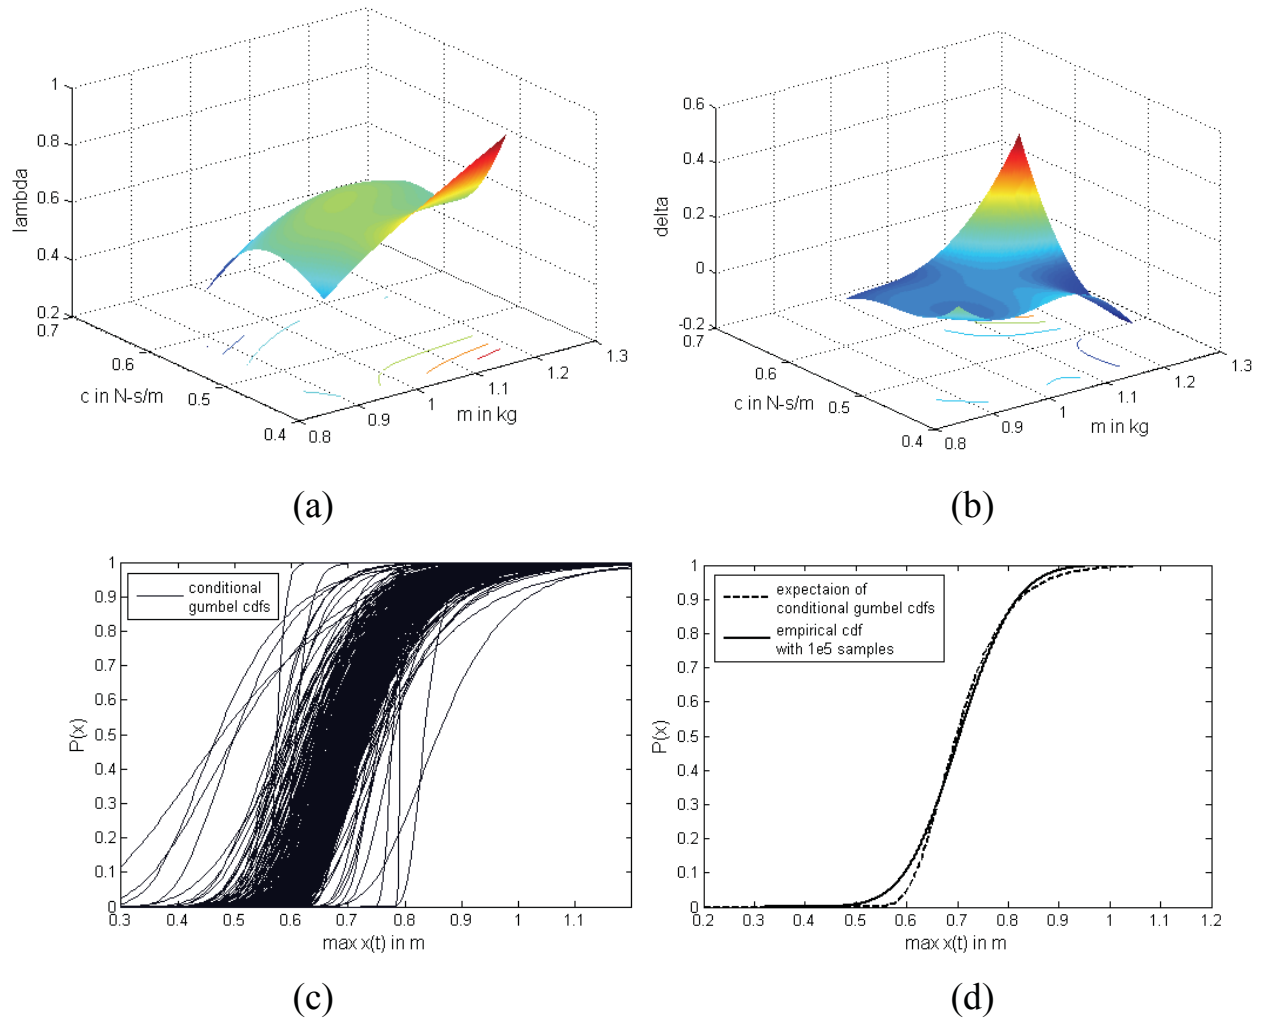 1
0.8
0.6
0.4
0.2
lambda
0.7
0.6
0.5
0.4
c in N-s/m
0.8
0.9
1
1.1
1.2
1.3
m in kg
(a)
0.6
0.4
0.2
0
-0.2
delta
0.7
0.6
0.5
0.4
c in N-s/m
0.8
0.9
1
1.1
1.2
1.3
m in kg
(b)
1
0.9
0.8
0.7
0.6
0.5
0.4
0.3
0.2
0.1
0
P(x)
conditional
gumbel cdfs
0.3 0.4 0.5 0.6 0.7 0.8 0.9 1 1.1
max x(t) in m
(c)
1
0.9
0.8
0.7
0.6
0.5
0.4
0.3
0.2
0.1
0
P(x)
expectaion of
conditional gumbel cdfs
empirical cdf
with 1e5 samples
0.2 0.3 0.4 0.5 0.6 0.7 0.8 0.9 1 1.1 1.2
max x(t) in m
(d)